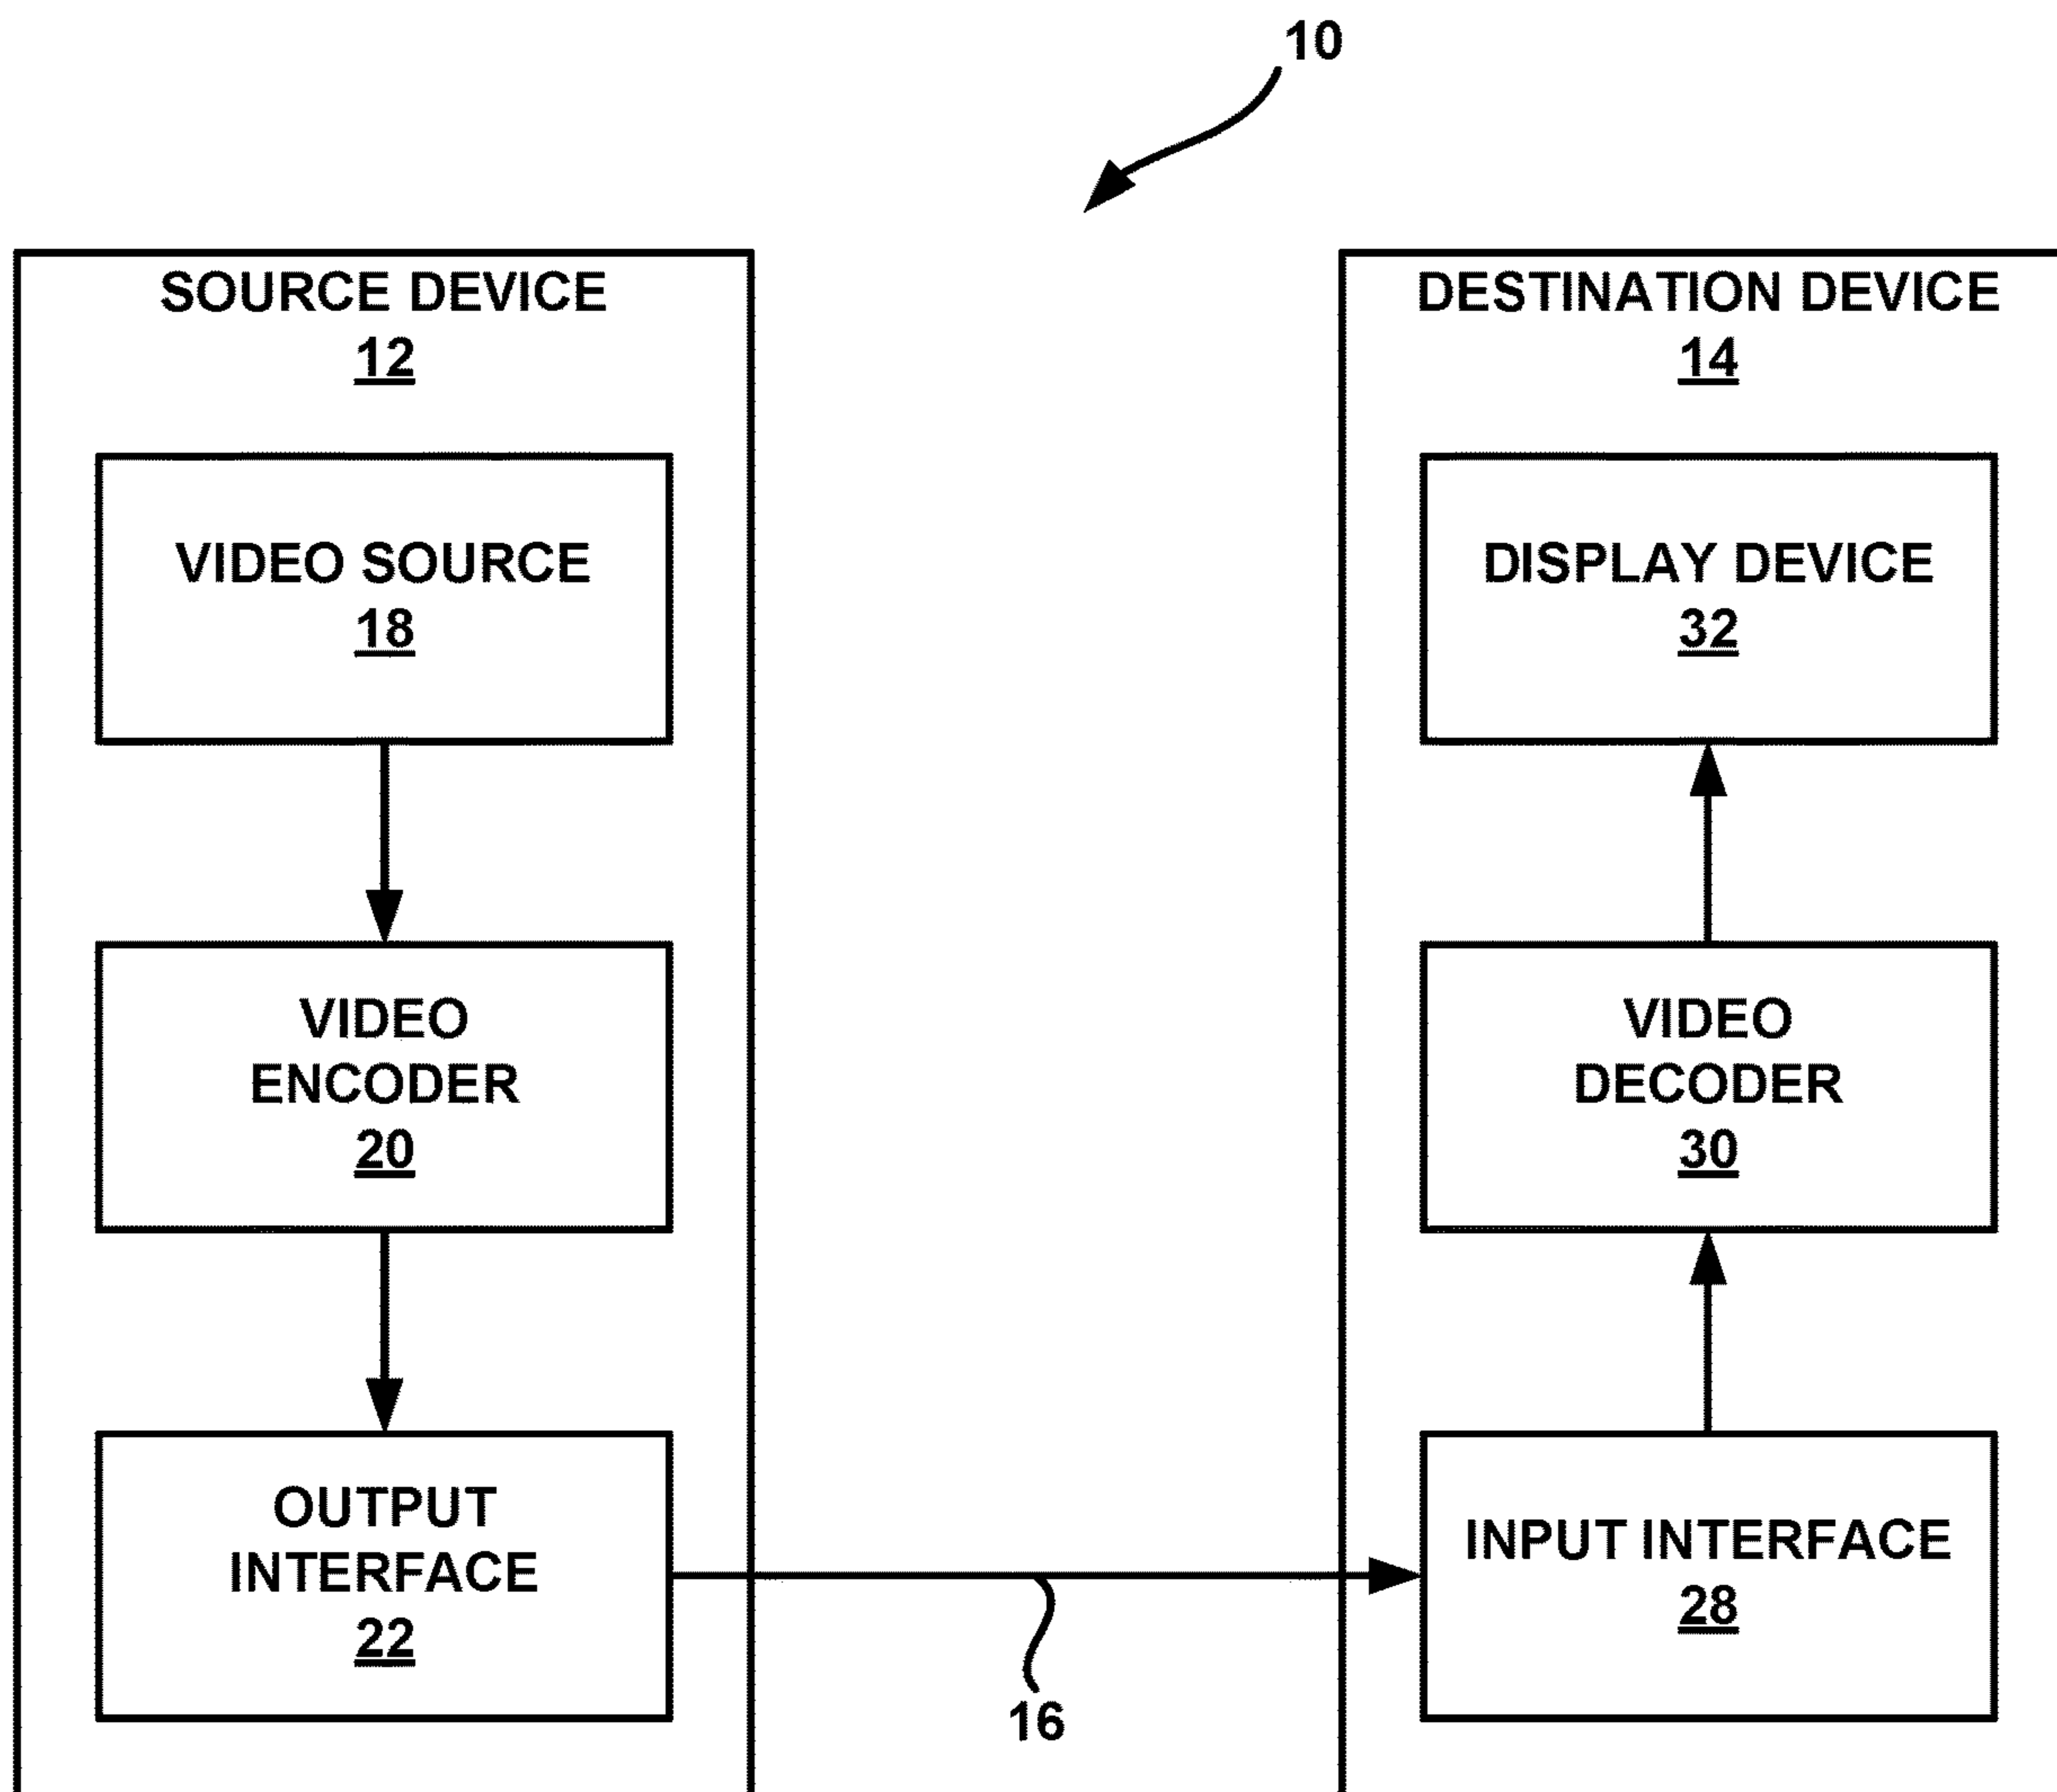 10
SOURCE DEVICE
12
VIDEO SOURCE
18
VIDEO
ENCODER
20
OUTPUT
INTERFACE
22
16
DESTINATION DEVICE
14
DISPLAY DEVICE
32
VIDEO
DECODER
30
INPUT INTERFACE
28